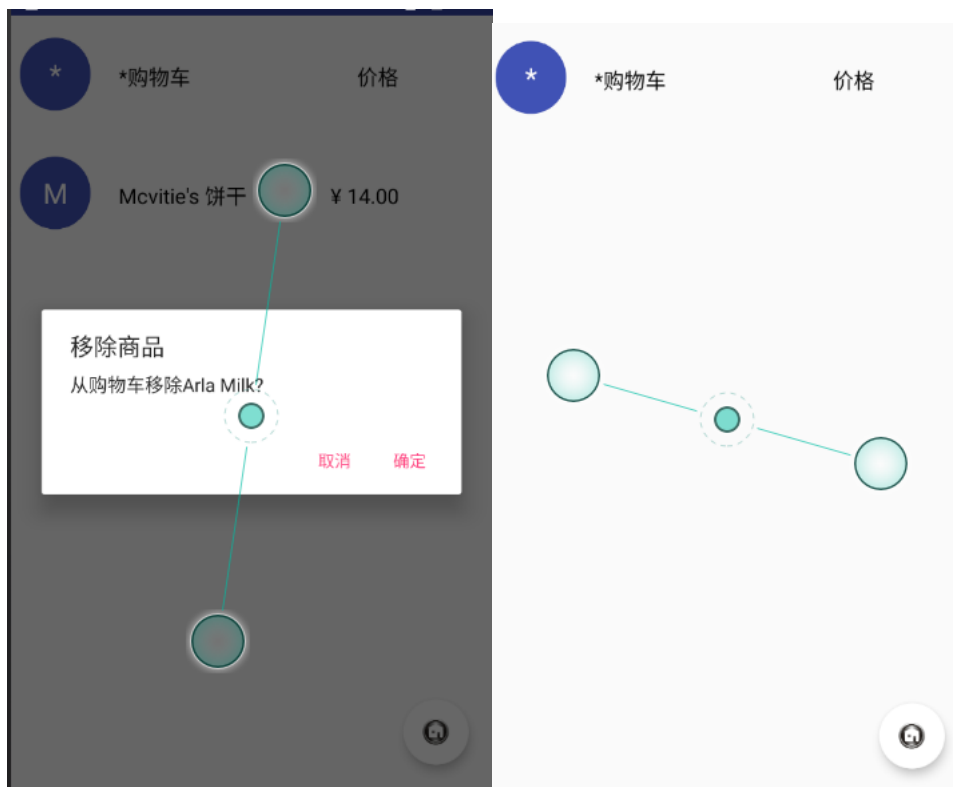 * *购物车 价格
M Mcvitie's 饼干 ¥ 14.00
移除商品
从购物车移除Arla Milk?
取消 确定
* *购物车 价格